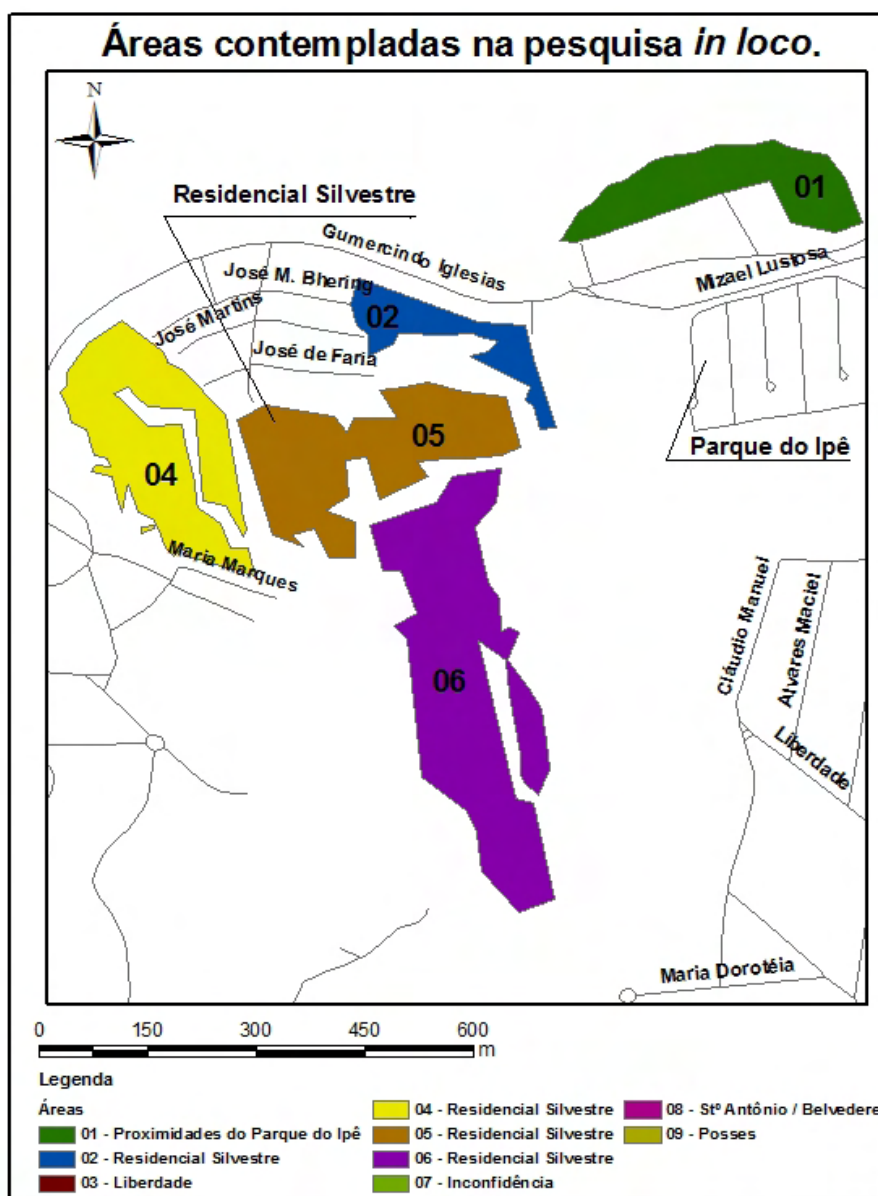 Áreas contempladas na pesquisa in loco.
N
Residencial Silvestre
01
Gumercindo Iglesias
Mizael Lustosa
José M. Bhering
José Martins
02
José de Faria
05
Parque do Ipê
04
Maria Marques
Cláudio Manuel
Alvares Maciel
06
Liberdade
Maria Dorotéia
0 150 300 450 600
m
Legenda
Áreas
01 - Proximidades do Parque do Ipê
02 - Residencial Silvestre
03 - Liberdade
04 - Residencial Silvestre
05 - Residencial Silvestre
06 - Residencial Silvestre
07 - Inconfidência
08 - Stº Antônio / Belvedere
09 - Posses